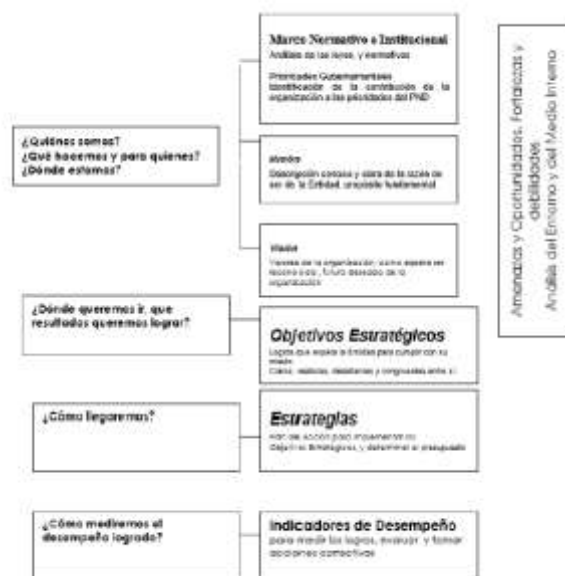 ¿Quiénes somos?
¿Qué hacemos y para quienes?
¿Dónde estamos?
Marco Normativo e Institucional
Análisis de las leyes, y normativas
Prioridades Gubernamentales
Identificación de la contribución de la
organización a las prioridades del PND
Misión
Descripción concisa y clara de la razón de
ser de la Entidad, propósito fundamental
Visión
Valores de la organización, como espera ser
futuro deseado de la
organización
¿Dónde queremos ir, que
resultados queremos lograr?
Objetivos Estratégicos
Logros que espera la Entidad para cumplir con su
misión
Claros, realistas, desafiantes y congruentes entre sí
¿Cómo llegaremos?
Estrategias
Plan de acción para implementar los
Objetivos Estratégicos, y determinar el presupuesto
¿Cómo mediremos el
desempeño logrado?
Indicadores de Desempeño
para medir los logros, evaluar y tomar
acciones correctivas
Amenazas y Oportunidades, Fortalezas y
debilidades
Análisis del Entorno y del Medio Interno